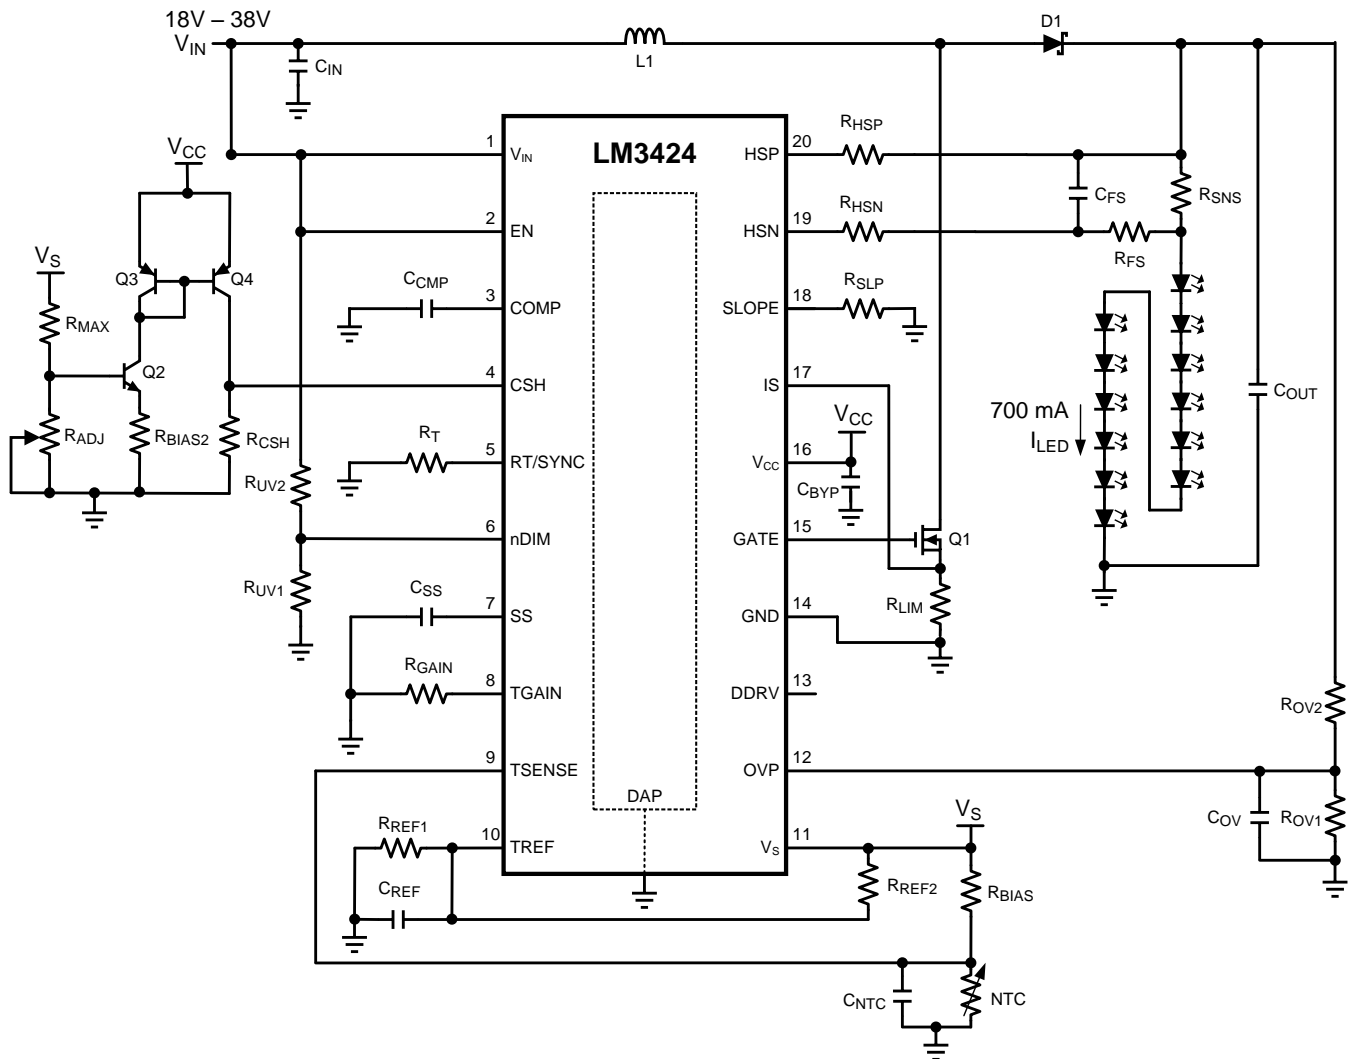 18V – 38V
VIN
CIN
L1
D1
LM3424
VCC
Q3
Q4
VS
RMAX
Q2
RADJ
RBIAS2
RCSH
RUV2
RUV1
CCMP
RT
CSS
RGAIN
RREF1
CREF
1 VIN
2 EN
3 COMP
4 CSH
5 RT/SYNC
6 nDIM
7 SS
8 TGAIN
9 TSENSE
10 TREF
DAP
HSP 20
HSN 19
SLOPE 18
IS 17
VCC 16
GATE 15
GND 14
DDRV 13
OVP 12
VS 11
RHSP
RHSN
RSLP
CFS
RFS
RSNS
VCC
CBYP
Q1
RLIM
700 mA
ILED
COUT
ROV2
COV
ROV1
VS
RREF2
RBIAS
CNTC
NTC